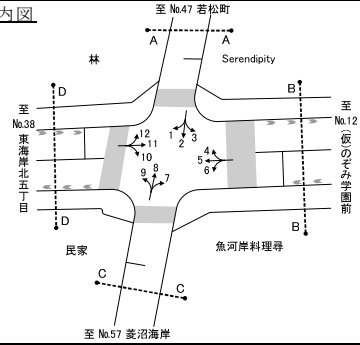 内図
至 No.47 若松町
A
A
林
Serendipity
D
B
至 No.38 東海岸北五丁目
至 No.12 (仮)のぞみ学園前
1
2
3
12
11
10
4
5
6
9
8
7
D
B
民家
魚河岸料理尋
C
C
至 No.57 菱沼海岸